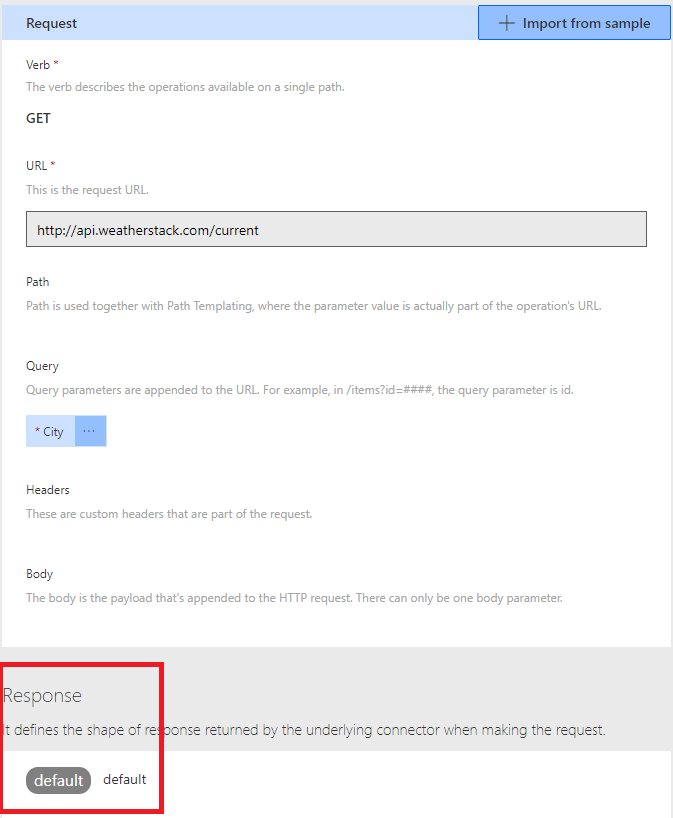 Request
+ Import from sample
Verb *
The verb describes the operations available on a single path.
GET
URL *
This is the request URL.
http://api.weatherstack.com/current
Path
Path is used together with Path Templating, where the parameter value is actually part of the operation's URL.
Query
Query parameters are appended to the URL. For example, in /items?id=####, the query parameter is id.
* City ...
Headers
These are custom headers that are part of the request.
Body
The body is the payload that's appended to the HTTP request. There can only be one body parameter.
Response
It defines the shape of response returned by the underlying connector when making the request.
default default